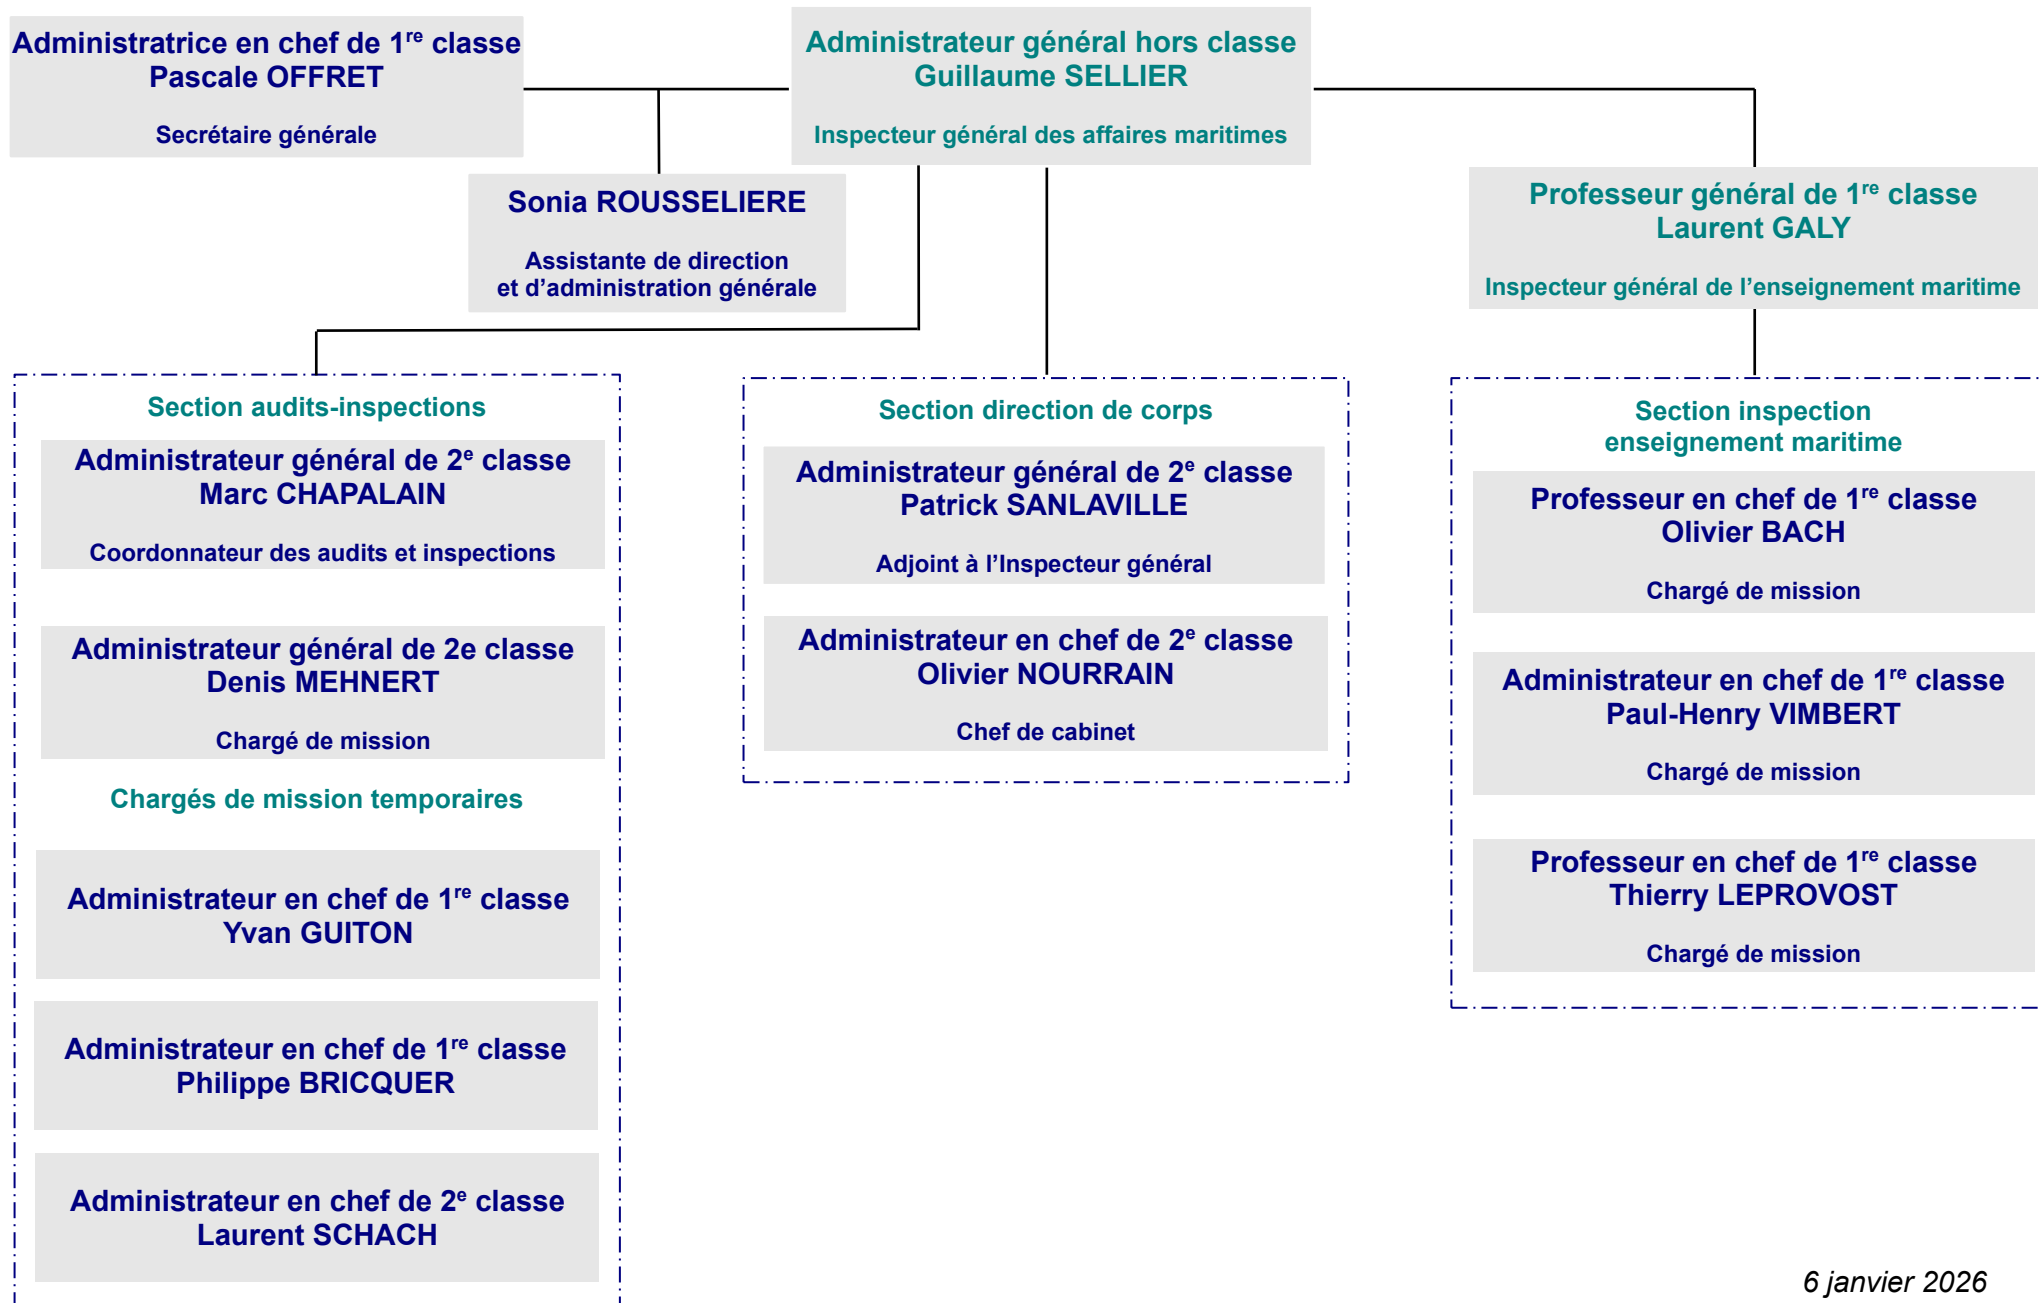 Administratrice en chef de 1re classe
Pascale OFFRET
Secrétaire générale
Administrateur général hors classe
Guillaume SELLIER
Inspecteur général des affaires maritimes
Sonia ROUSSELIERE
Assistante de direction
et d’administration générale
Professeur général de 1re classe
Laurent GALY
Inspecteur général de l’enseignement maritime
Section audits-inspections
Administrateur général de 2e classe
Marc CHAPALAIN
Coordonnateur des audits et inspections
Administrateur général de 2e classe
Denis MEHNERT
Chargé de mission
Chargés de mission temporaires
Administrateur en chef de 1re classe
Yvan GUITON
Administrateur en chef de 1re classe
Philippe BRICQUER
Administrateur en chef de 2e classe
Laurent SCHACH
Section direction de corps
Administrateur général de 2e classe
Patrick SANLAVILLE
Adjoint à l’Inspecteur général
Administrateur en chef de 2e classe
Olivier NOURRAIN
Chef de cabinet
Section inspection
enseignement maritime
Professeur en chef de 1re classe
Olivier BACH
Chargé de mission
Administrateur en chef de 1re classe
Paul-Henry VIMBERT
Chargé de mission
Professeur en chef de 1re classe
Thierry LEPROVOST
Chargé de mission
6 janvier 2026